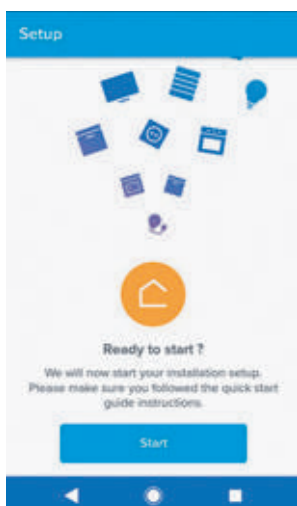 Setup
Ready to start ?
We will now start your installation setup.
Please make sure you followed the quick start
guide instructions.
Start